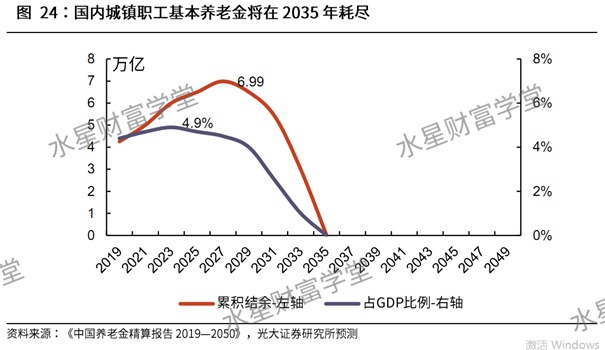 图 24：国内城镇职工基本养老金将在 2035 年耗尽
8 8%
7 万亿
6 6%
5
4 4%
3
2 2%
1
0 0%
6.99
4.9%
2019 2021 2023 2025 2027 2029 2031 2033 2035 2037 2039 2041 2043 2045 2047 2049
累积结余-左轴 占GDP比例-右轴
水星财富学堂
水星财富学堂
学堂
水星财富学堂
水星
资料来源：《中国养老金精算报告 2019—2050》，光大证券研究所预测
激活 Windows